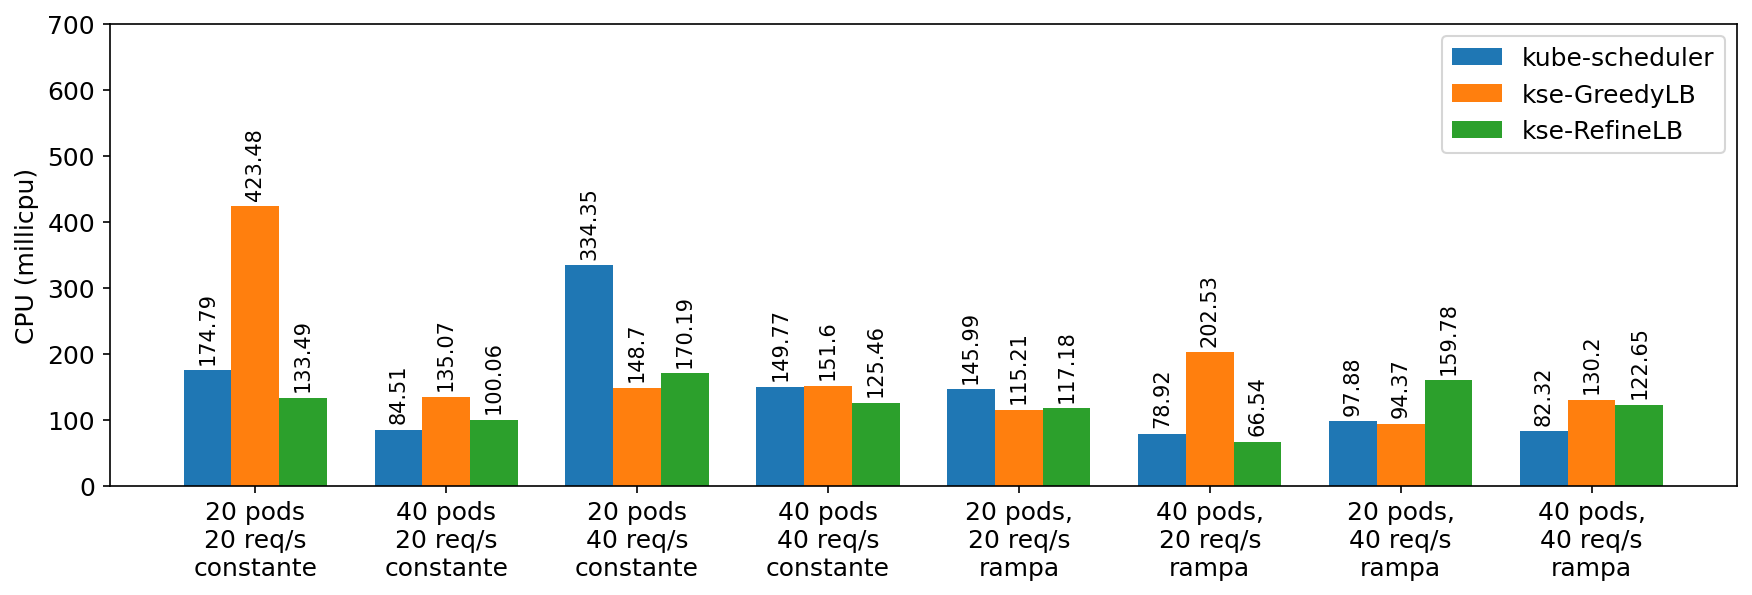 700
600
500
400
300
200
100
0
CPU (millicpu)
kube-scheduler
kse-GreedyLB
kse-RefineLB
174.79
423.48
133.49
84.51
135.07
100.06
334.35
148.7
170.19
149.77
151.6
125.46
145.99
115.21
117.18
78.92
202.53
66.54
97.88
94.37
159.78
82.32
130.2
122.65
20 pods
20 req/s
constante
40 pods
20 req/s
constante
20 pods
40 req/s
constante
40 pods
40 req/s
constante
20 pods,
20 req/s
rampa
40 pods,
20 req/s
rampa
20 pods,
40 req/s
rampa
40 pods,
40 req/s
rampa